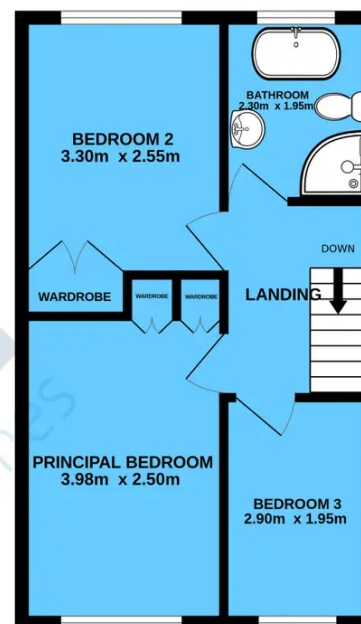 BATHROOM
2.30m x 1.95m
BEDROOM 2
3.30m x 2.55m
DOWN
WARDROBE
WARDROBE
WARDROBE
LANDING
PRINCIPAL BEDROOM
3.98m x 2.50m
BEDROOM 3
2.90m x 1.95m